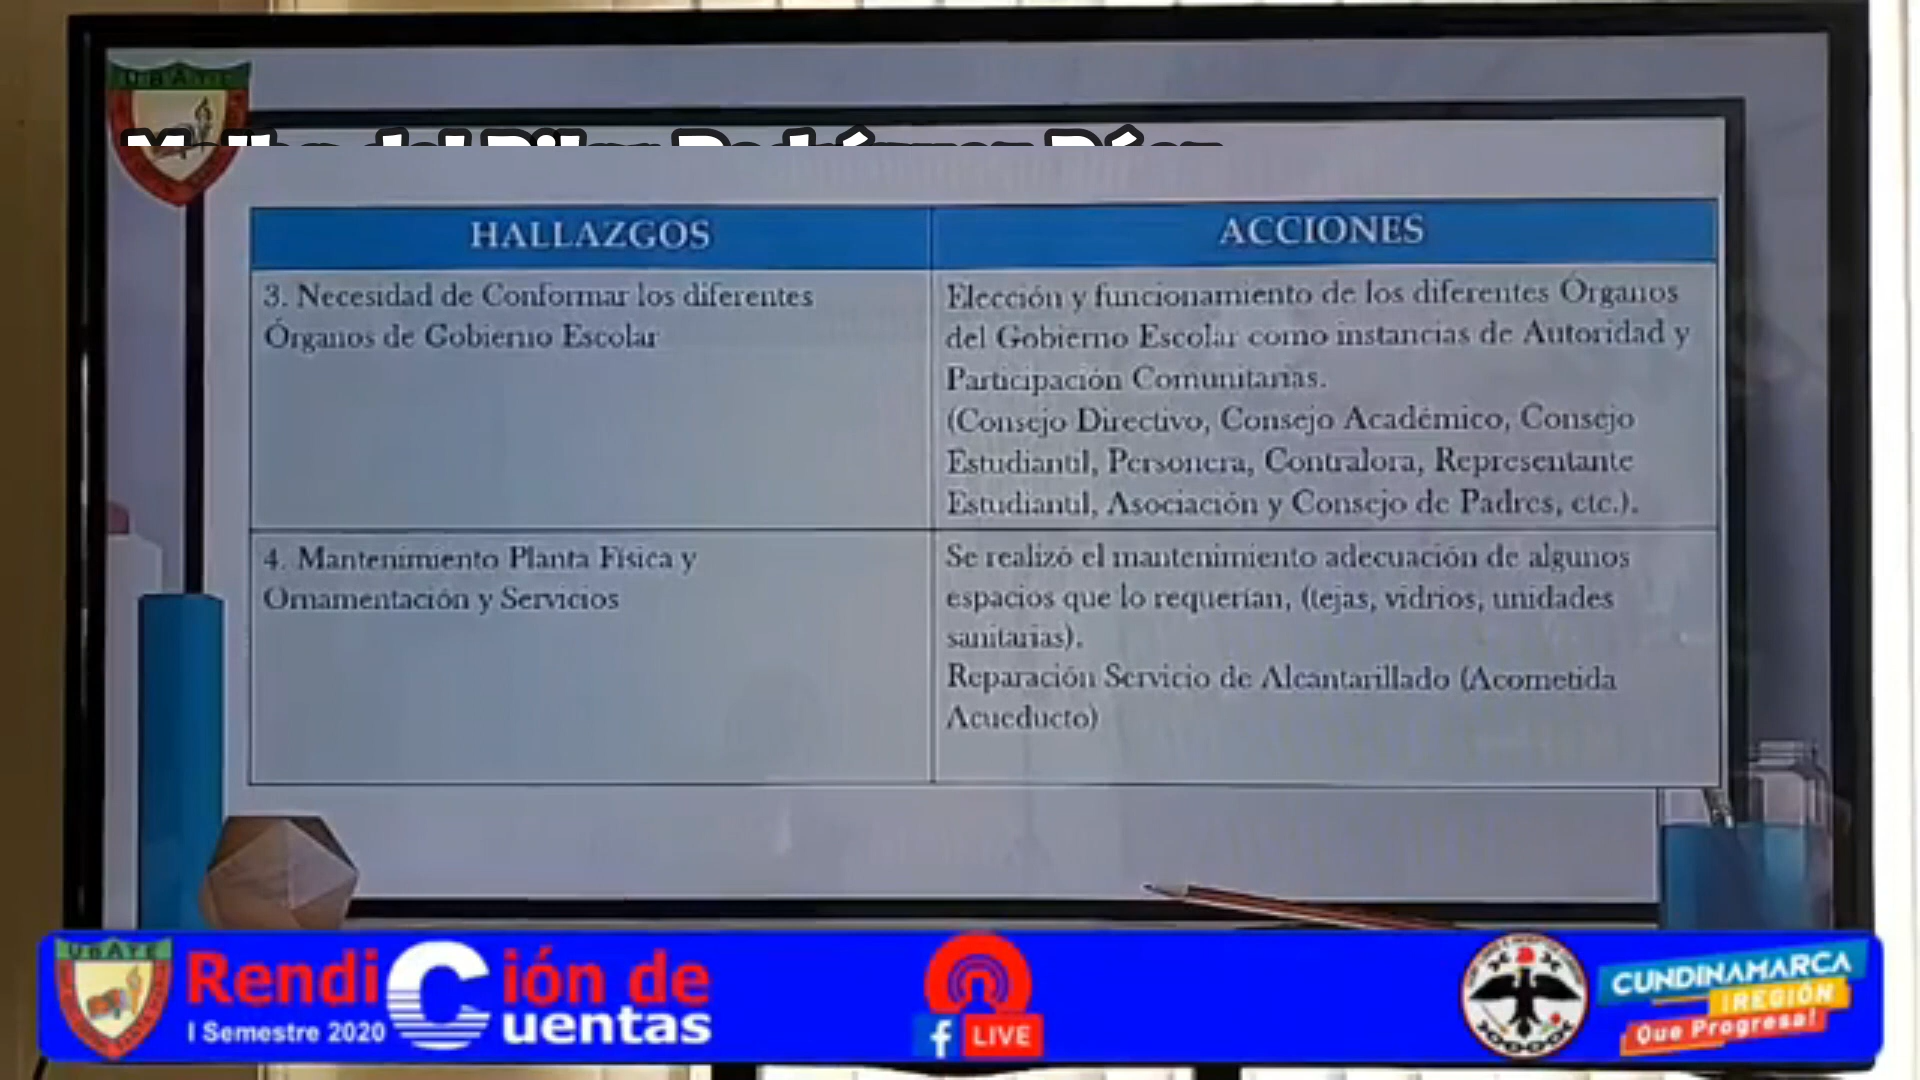 UBATE
HALLAZGOS
ACCIONES
3. Necesidad de Conformar los diferentes
Órganos de Gobierno Escolar
Elección y funcionamiento de los diferentes Órganos
del Gobierno Escolar como instancias de Autoridad y
Participación Comunitarias.
(Consejo Directivo, Consejo Académico, Consejo
Estudiantil, Personera, Contralora, Representante
Estudiantil, Asociación y Consejo de Padres, etc.).
4. Mantenimiento Planta Física y
Ornamentación y Servicios
Se realizó el mantenimiento adecuación de algunos
espacios que lo requerían, (tejas, vidrios, unidades
sanitarias).
Reparación Servicio de Alcantarillado (Acometida
Acueducto)
UBATE
Rendición de
Cuentas
I Semestre 2020
f LIVE
CUNDINAMARCA
¡REGIÓN
Que Progresa!